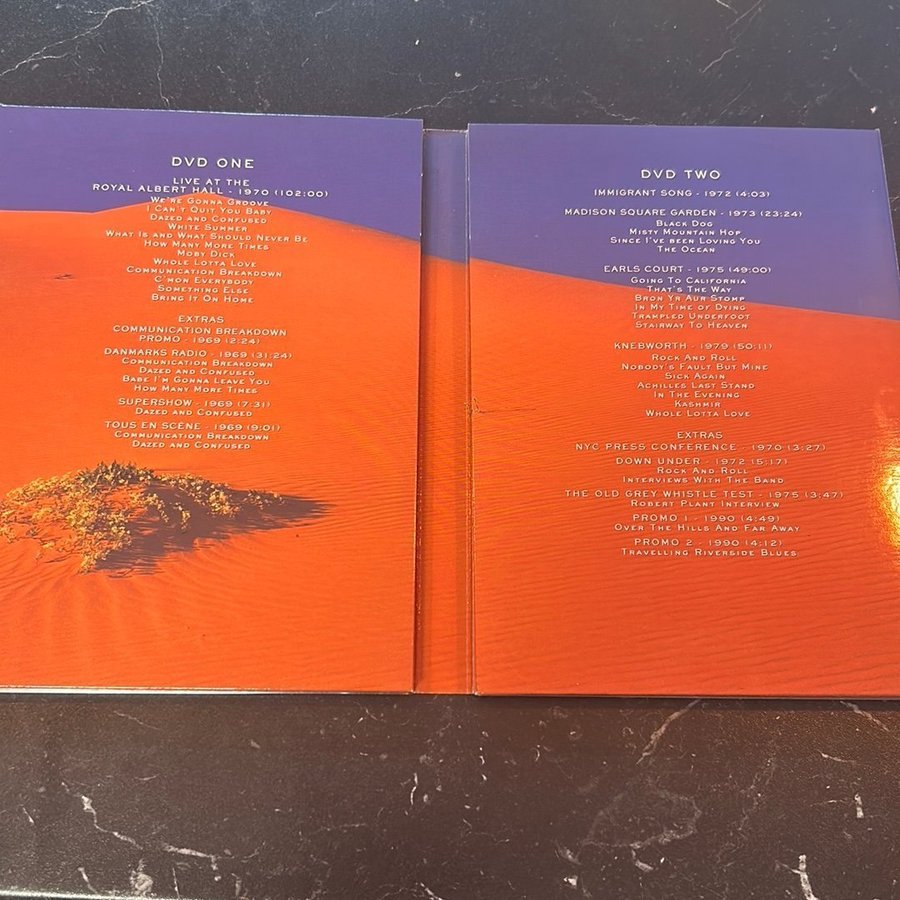 DVD ONE
LIVE AT THE
ROYAL ALBERT HALL - 1970 (102:00)
WE'RE GONNA GROOVE
I CAN'T QUIT YOU BABY
DAZED AND CONFUSED
WHITE SUMMER
WHAT IS AND WHAT SHOULD NEVER BE
HOW MANY MORE TIMES
MOBY DICK
WHOLE LOTTA LOVE
COMMUNICATION BREAKDOWN
C'MON EVERYBODY
SOMETHING ELSE
BRING IT ON HOME
EXTRAS
COMMUNICATION BREAKDOWN
PROMO - 1969 (2:24)
DANMARKS RADIO - 1969 (31:24)
COMMUNICATION BREAKDOWN
DAZED AND CONFUSED
BABE I'M GONNA LEAVE YOU
HOW MANY MORE TIMES
SUPERSHOW - 1969 (7:31)
DAZED AND CONFUSED
TOUS EN SCÈNE - 1969 (9:01)
COMMUNICATION BREAKDOWN
DAZED AND CONFUSED
DVD TWO
IMMIGRANT SONG - 1972 (4:03)
MADISON SQUARE GARDEN - 1973 (23:24)
BLACK DOG
MISTY MOUNTAIN HOP
SINCE I'VE BEEN LOVING YOU
THE OCEAN
EARLS COURT - 1975 (49:00)
GOING TO CALIFORNIA
THAT'S THE WAY
BRON YR AUR STOMP
IN MY TIME OF DYING
TRAMPLED UNDERFOOT
STAIRWAY TO HEAVEN
KNEBWORTH - 1979 (50:11)
ROCK AND ROLL
NOBODY'S FAULT BUT MINE
SICK AGAIN
ACHILLES LAST STAND
IN THE EVENING
KASHMIR
WHOLE LOTTA LOVE
EXTRAS
NYC PRESS CONFERENCE - 1970 (3:27)
DOWN UNDER - 1972 (5:17)
ROCK AND ROLL
INTERVIEWS WITH THE BAND
THE OLD GREY WHISTLE TEST - 1975 (3:47)
ROBERT PLANT INTERVIEW
PROMO 1 - 1990 (4:49)
OVER THE HILLS AND FAR AWAY
PROMO 2 - 1990 (4:12)
TRAVELLING RIVERSIDE BLUES